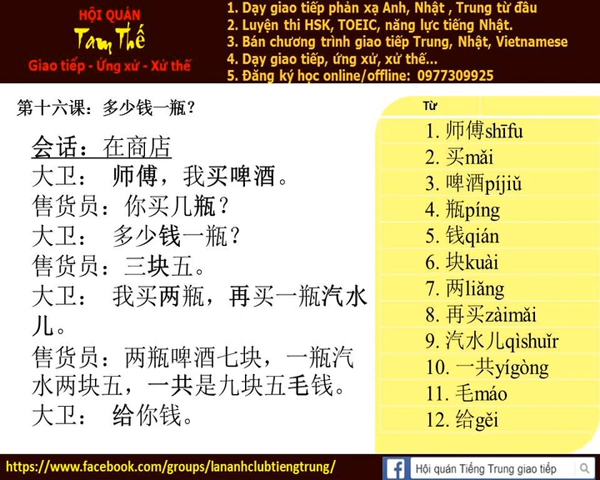 HỘI QUÁN
Tam Thế
Giao tiếp - Ứng xử - Xử thế
1. Dạy giao tiếp phản xạ Anh, Nhật , Trung từ đầu
2. Luyện thi HSK, TOEIC, năng lực tiếng Nhật.
3. Bán chương trình giao tiếp Trung, Nhật, Vietnamese
4. Dạy giao tiếp, ứng xử, xử thế...
5. Đăng ký học online/offline: 0977309925
第十六课：多少钱一瓶？
会话：在商店
大卫： 师傅，我买啤酒。
售货员：你买几瓶？
大卫： 多少钱一瓶？
售货员：三块五。
大卫： 我买两瓶，再买一瓶汽水
儿。
售货员：两瓶啤酒七块，一瓶汽
水两块五，一共是九块五毛钱。
大卫： 给你钱。
Từ
1. 师傅shīfu
2. 买mǎi
3. 啤酒píjiǔ
4. 瓶píng
5. 钱qián
6. 块kuài
7. 两liǎng
8. 再买zàimǎi
9. 汽水儿qìshuǐr
10. 一共yígòng
11. 毛máo
12. 给gěi
https://www.facebook.com/groups/lananhclubtiengtrung/
f Hội quán Tiếng Trung giao tiếp